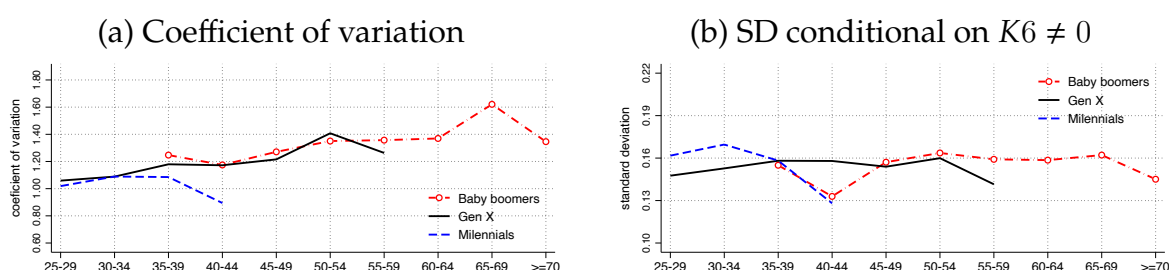 (a) Coefficient of variation
coeficient of variation
1.80
1.60
1.40
1.20
1.00
0.80
0.60
Baby boomers
Gen X
Milennials
25-29 30-34 35-39 40-44 45-49 50-54 55-59 60-64 65-69 >=70
(b) SD conditional on K6 ≠ 0
standard deviation
0.22
0.19
0.16
0.13
0.10
Baby boomers
Gen X
Milennials
25-29 30-34 35-39 40-44 45-49 50-54 55-59 60-64 65-69 >=70